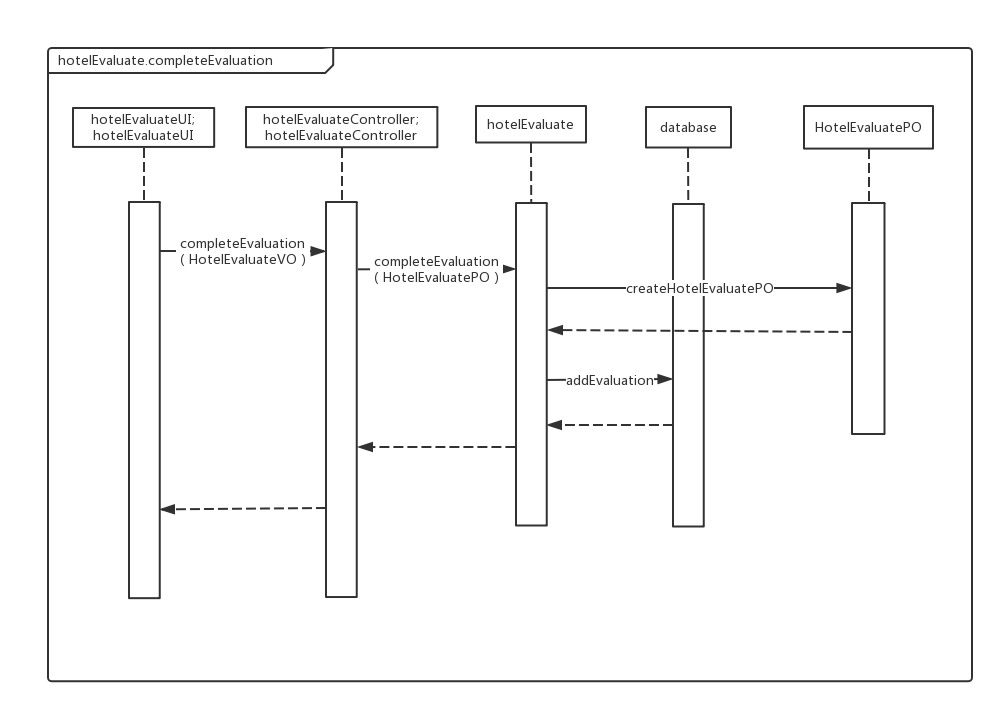 hotelEvaluate.completeEvaluation
hotelEvaluateUI;
hotelEvaluateUI
hotelEvaluateController;
hotelEvaluateController
hotelEvaluate
database
HotelEvaluatePO
completeEvaluation
( HotelEvaluateVO )
completeEvaluation
( HotelEvaluatePO )
createHotelEvaluatePO
addEvaluation